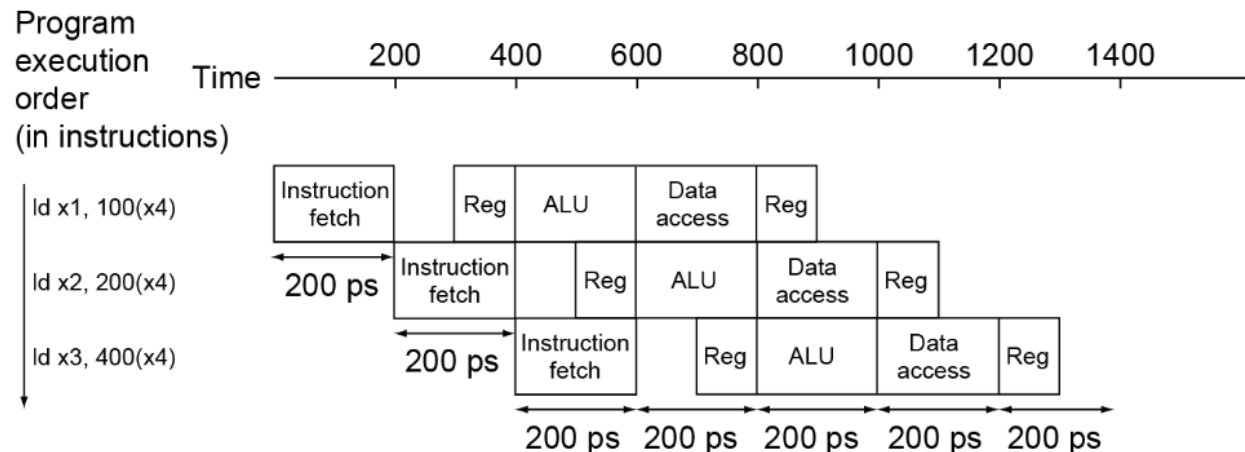 Program
execution
order
(in instructions)
Time
200 400 600 800 1000 1200 1400
ld x1, 100(x4)
Instruction
fetch
Reg
ALU
Data
access
Reg
200 ps
ld x2, 200(x4)
Instruction
fetch
Reg
ALU
Data
access
Reg
200 ps
ld x3, 400(x4)
Instruction
fetch
Reg
ALU
Data
access
Reg
200 ps 200 ps 200 ps 200 ps 200 ps